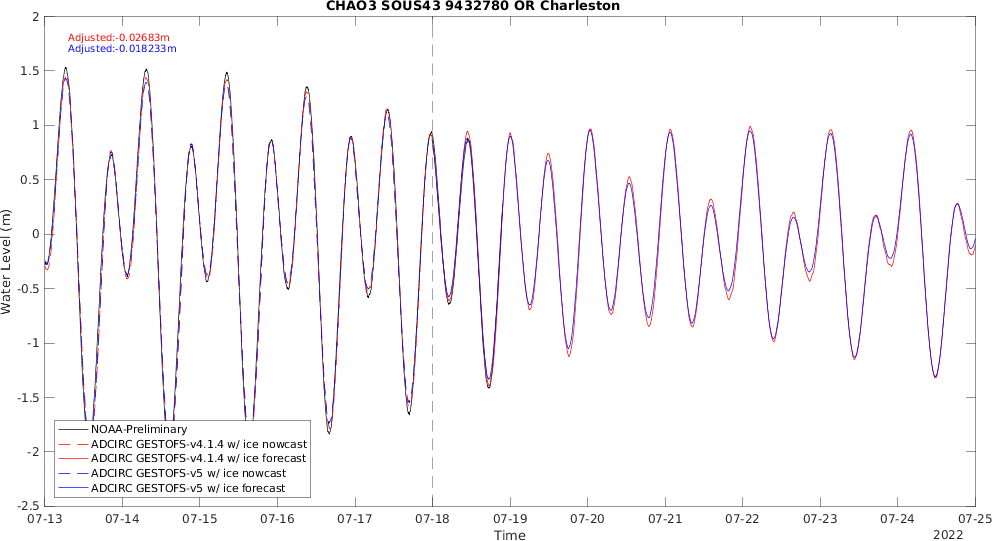 CHAO3 SOUS43 9432780 OR Charleston
Adjusted:-0.02683m
Adjusted:-0.018233m
2
1.5
1
0.5
0
-0.5
-1
-1.5
-2
-2.5
Water Level (m)
NOAA-Preliminary
ADCIRC GESTOFS-v4.1.4 w/ ice nowcast
ADCIRC GESTOFS-v4.1.4 w/ ice forecast
ADCIRC GESTOFS-v5 w/ ice nowcast
ADCIRC GESTOFS-v5 w/ ice forecast
07-13 07-14 07-15 07-16 07-17 07-18 07-19 07-20 07-21 07-22 07-23 07-24 07-25
Time
2022